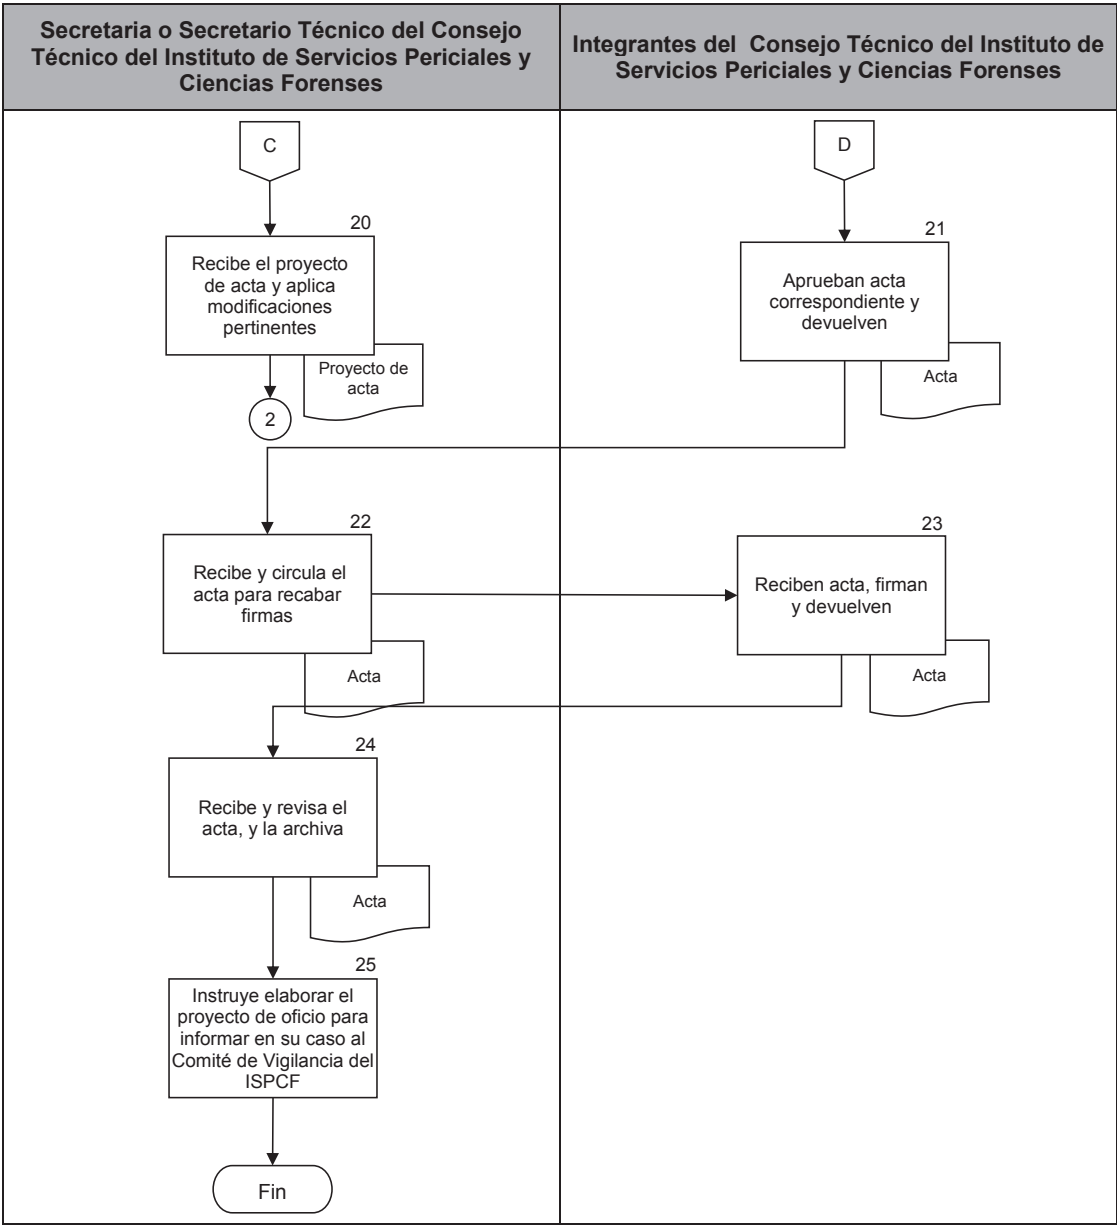 Secretaria o Secretario Técnico del Consejo
Técnico del Instituto de Servicios Periciales y
Ciencias Forenses
Integrantes del Consejo Técnico del Instituto de
Servicios Periciales y Ciencias Forenses
C
D
20
Recibe el proyecto
de acta y aplica
modificaciones
pertinentes
Proyecto de
acta
2
21
Aprueban acta
correspondiente y
devuelven
Acta
22
Recibe y circula el
acta para recabar
firmas
Acta
23
Reciben acta, firman
y devuelven
Acta
24
Recibe y revisa el
acta, y la archiva
Acta
25
Instruye elaborar el
proyecto de oficio para
informar en su caso al
Comité de Vigilancia del
ISPCF
Fin